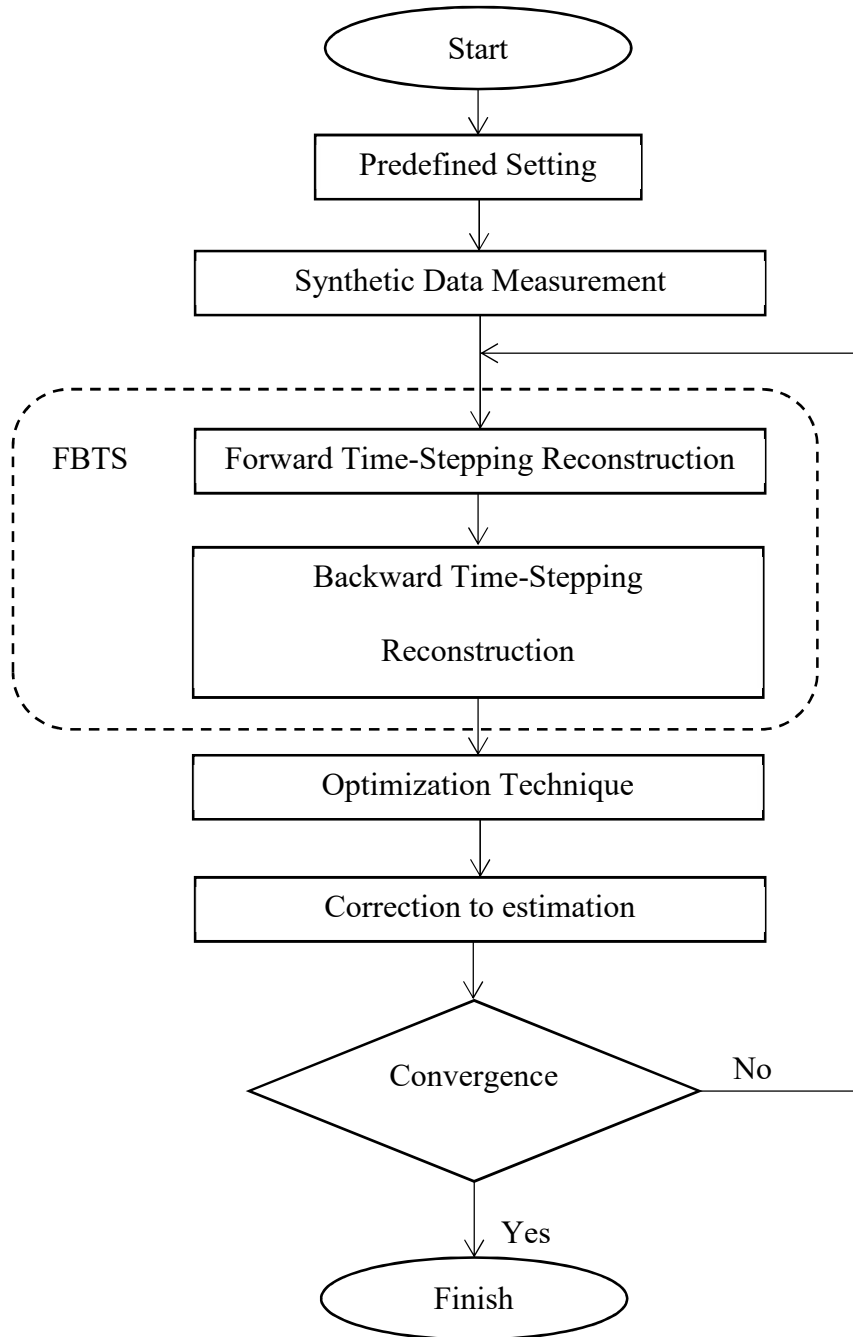 Start
Predefined Setting
Synthetic Data Measurement
FBTS
Forward Time-Stepping Reconstruction
Backward Time-Stepping
Reconstruction
Optimization Technique
Correction to estimation
Convergence
No
Yes
Finish